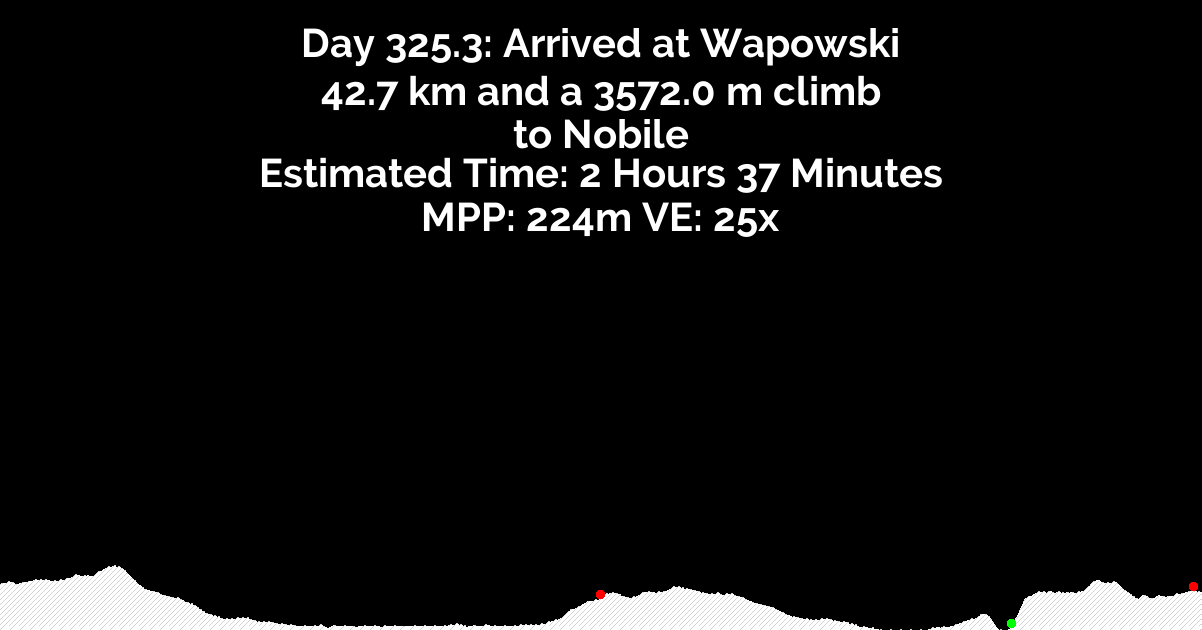 Day 325.3: Arrived at Wapowski
42.7 km and a 3572.0 m climb
to Nobile
Estimated Time: 2 Hours 37 Minutes
MPP: 224m VE: 25x